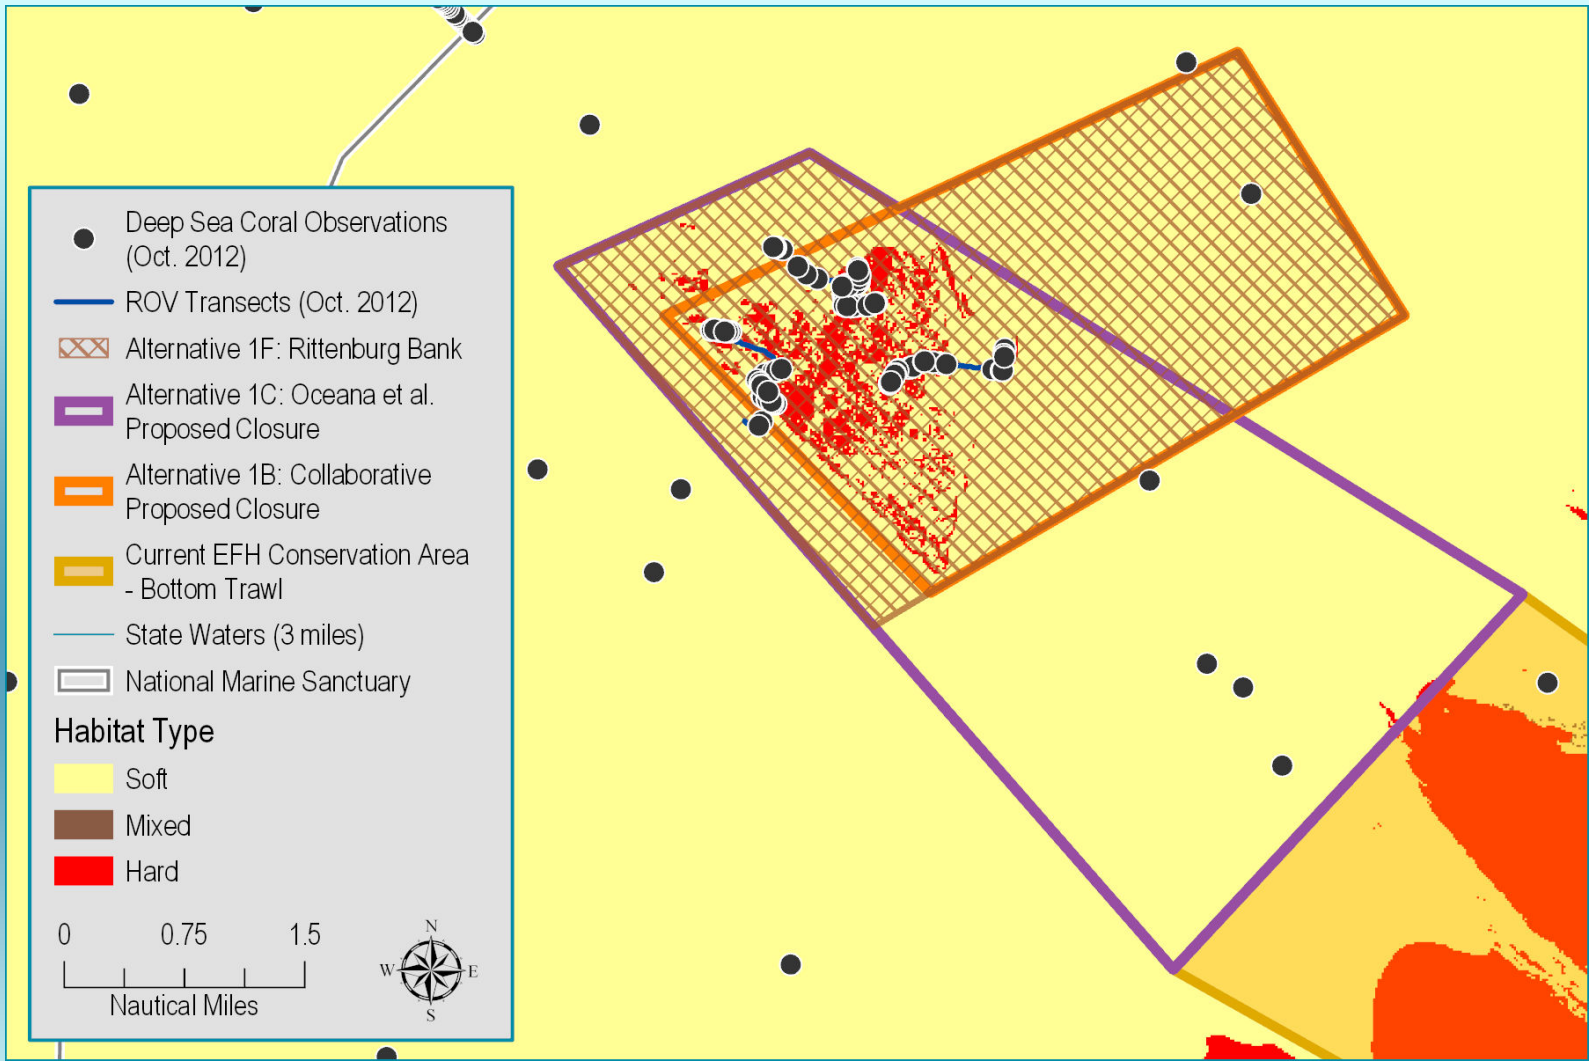 Deep Sea Coral Observations
(Oct. 2012)
ROV Transects (Oct. 2012)
Alternative 1F: Rittenburg Bank
Alternative 1C: Oceana et al.
Proposed Closure
Alternative 1B: Collaborative
Proposed Closure
Current EFH Conservation Area
- Bottom Trawl
State Waters (3 miles)
National Marine Sanctuary
Habitat Type
Soft
Mixed
Hard
0 0.75 1.5
Nautical Miles
N
W E
S